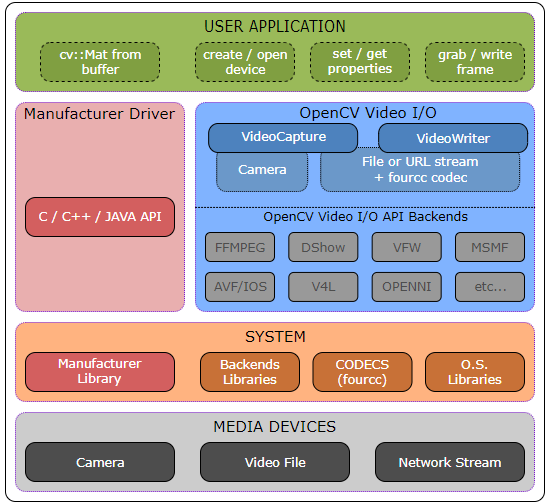 USER APPLICATION
cv::Mat from
buffer
create / open
device
set / get
properties
grab / write
frame
Manufacturer Driver
C / C++ / JAVA API
OpenCV Video I/O
VideoCapture
VideoWriter
Camera
File or URL stream
+ fourcc codec
OpenCV Video I/O API Backends
FFMPEG
DShow
VFW
MSMF
AVF/IOS
V4L
OPENNI
etc...
SYSTEM
Manufacturer
Library
Backends
Libraries
CODECS
(fourcc)
O.S.
Libraries
MEDIA DEVICES
Camera
Video File
Network Stream